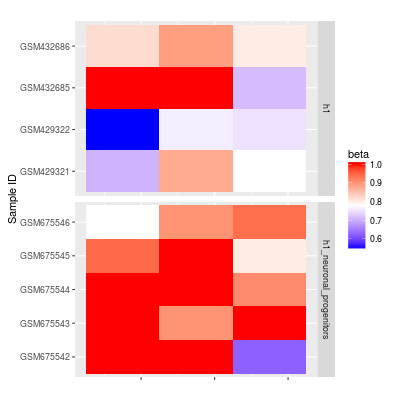 GSM432686
GSM432685
GSM429322
GSM429321
h1
Sample ID
GSM675546
GSM675545
GSM675544
GSM675543
GSM675542
h1_neuronal_progenitors
beta
1.0
0.9
0.8
0.7
0.6